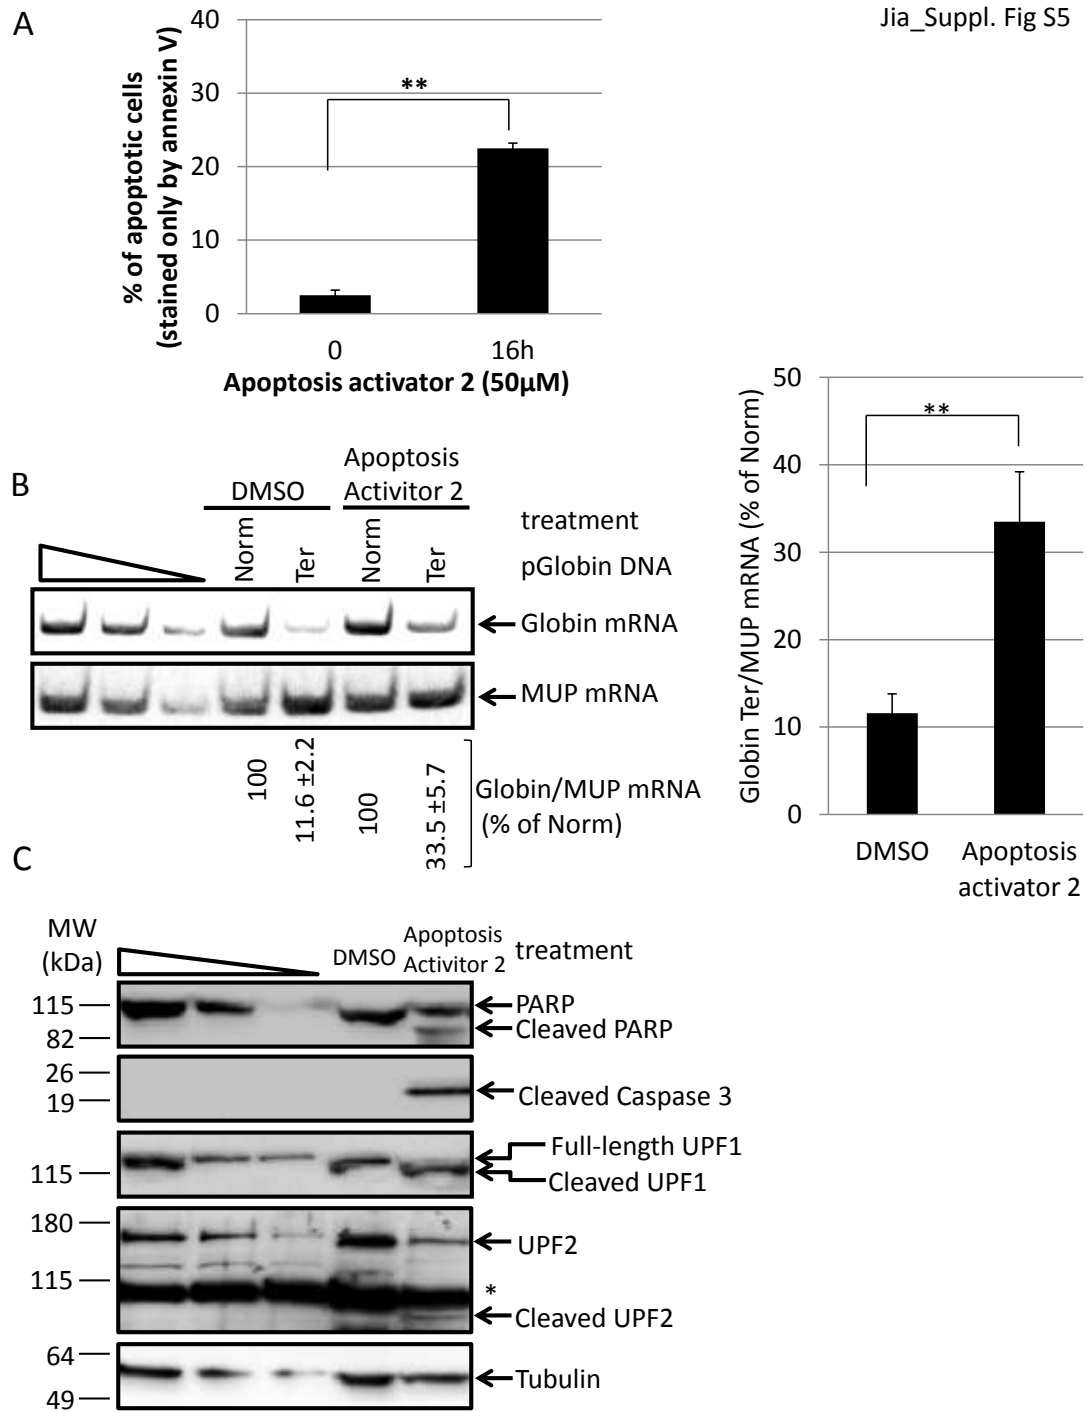 Jia_Suppl. Fig S5
A
% of apoptotic cells
(stained only by annexin V)
40
30
20
10
0
**
0
16h
Apoptosis activator 2 (50µM)
B
DMSO
Apoptosis
Activitor 2
treatment
Norm
Ter
Norm
Ter
pGlobin DNA
Globin mRNA
MUP mRNA
100
11.6 ±2.2
100
33.5 ±5.7
Globin/MUP mRNA
(% of Norm)
Globin Ter/MUP mRNA (% of Norm)
50
40
30
20
10
0
**
DMSO
Apoptosis
activator 2
C
MW
(kDa)
DMSO
Apoptosis
Activitor 2
treatment
115
82
PARP
Cleaved PARP
26
19
Cleaved Caspase 3
115
Full-length UPF1
Cleaved UPF1
180
115
UPF2
*
Cleaved UPF2
64
49
Tubulin